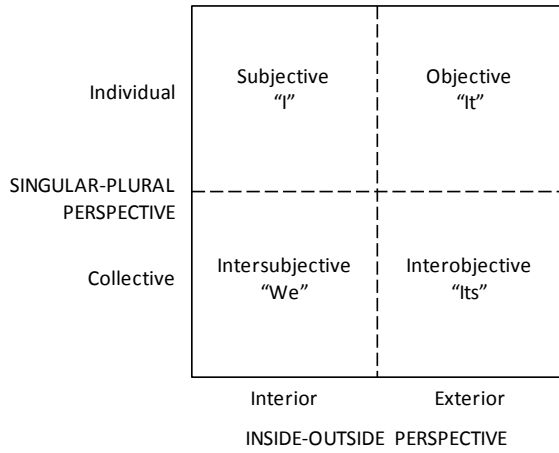 Individual
Subjective
“I”
Objective
“It”
SINGULAR-PLURAL
PERSPECTIVE
Collective
Intersubjective
“We”
Interobjective
“Its”
Interior
Exterior
INSIDE-OUTSIDE PERSPECTIVE